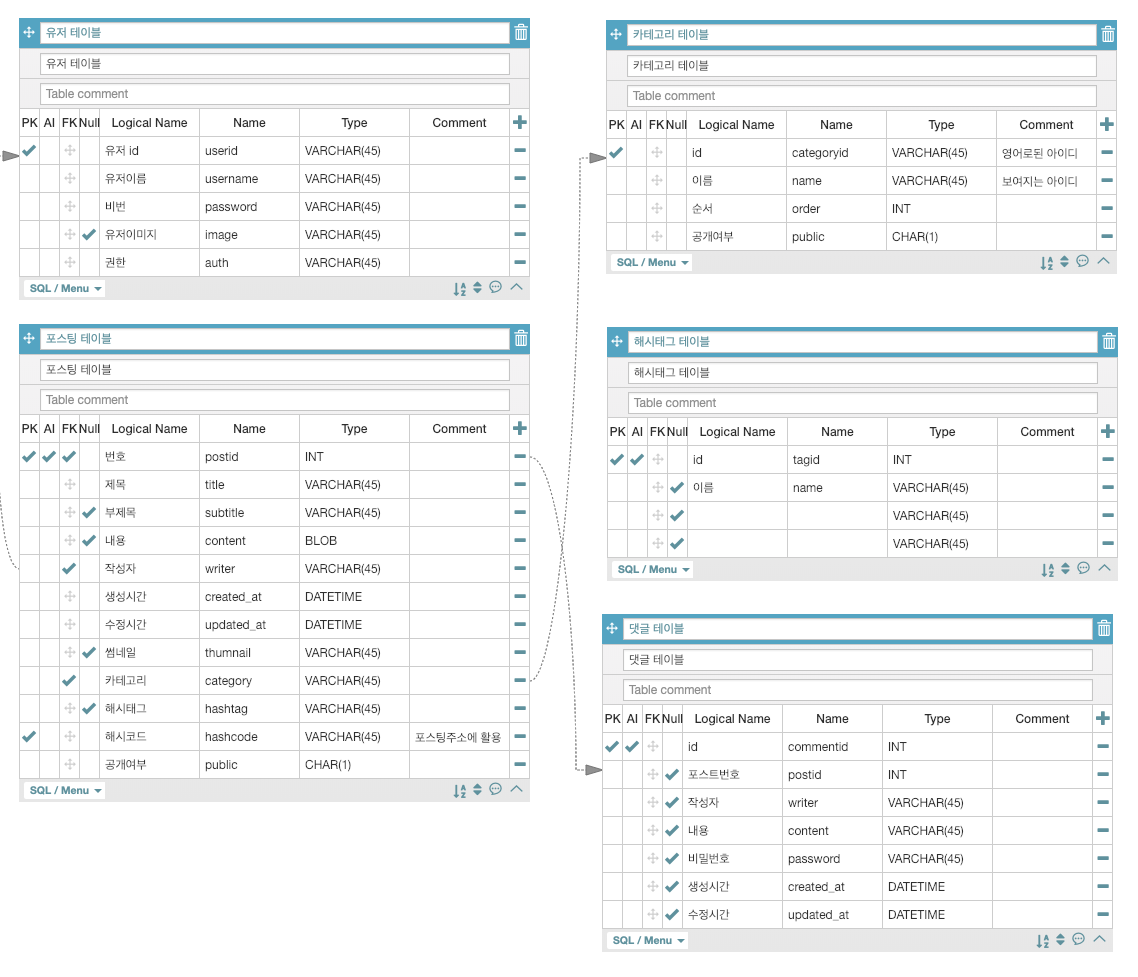 유저 테이블
유저 테이블
Table comment
PK AI FK Null Logical Name Name Type Comment
유저 id userid VARCHAR(45)
유저이름 username VARCHAR(45)
비번 password VARCHAR(45)
유저이미지 image VARCHAR(45)
권한 auth VARCHAR(45)
SQL / Menu
포스팅 테이블
포스팅 테이블
Table comment
PK AI FK Null Logical Name Name Type Comment
번호 postid INT
제목 title VARCHAR(45)
부제목 subtitle VARCHAR(45)
내용 content BLOB
작성자 writer VARCHAR(45)
생성시간 created_at DATETIME
수정시간 updated_at DATETIME
썸네일 thumnail VARCHAR(45)
카테고리 category VARCHAR(45)
해시태그 hashtag VARCHAR(45)
해시코드 hashcode VARCHAR(45) 포스팅주소에 활용
공개여부 public CHAR(1)
SQL / Menu
카테고리 테이블
카테고리 테이블
Table comment
PK AI FK Null Logical Name Name Type Comment
id categoryid VARCHAR(45) 영어로된 아이디
이름 name VARCHAR(45) 보여지는 아이디
순서 order INT
공개여부 public CHAR(1)
SQL / Menu
해시태그 테이블
해시태그 테이블
Table comment
PK AI FK Null Logical Name Name Type Comment
id tagid INT
이름 name VARCHAR(45)
VARCHAR(45)
VARCHAR(45)
SQL / Menu
댓글 테이블
댓글 테이블
Table comment
PK AI FK Null Logical Name Name Type Comment
id commentid INT
포스트번호 postid INT
작성자 writer VARCHAR(45)
내용 content VARCHAR(45)
비밀번호 password VARCHAR(45)
생성시간 created_at DATETIME
수정시간 updated_at DATETIME
SQL / Menu